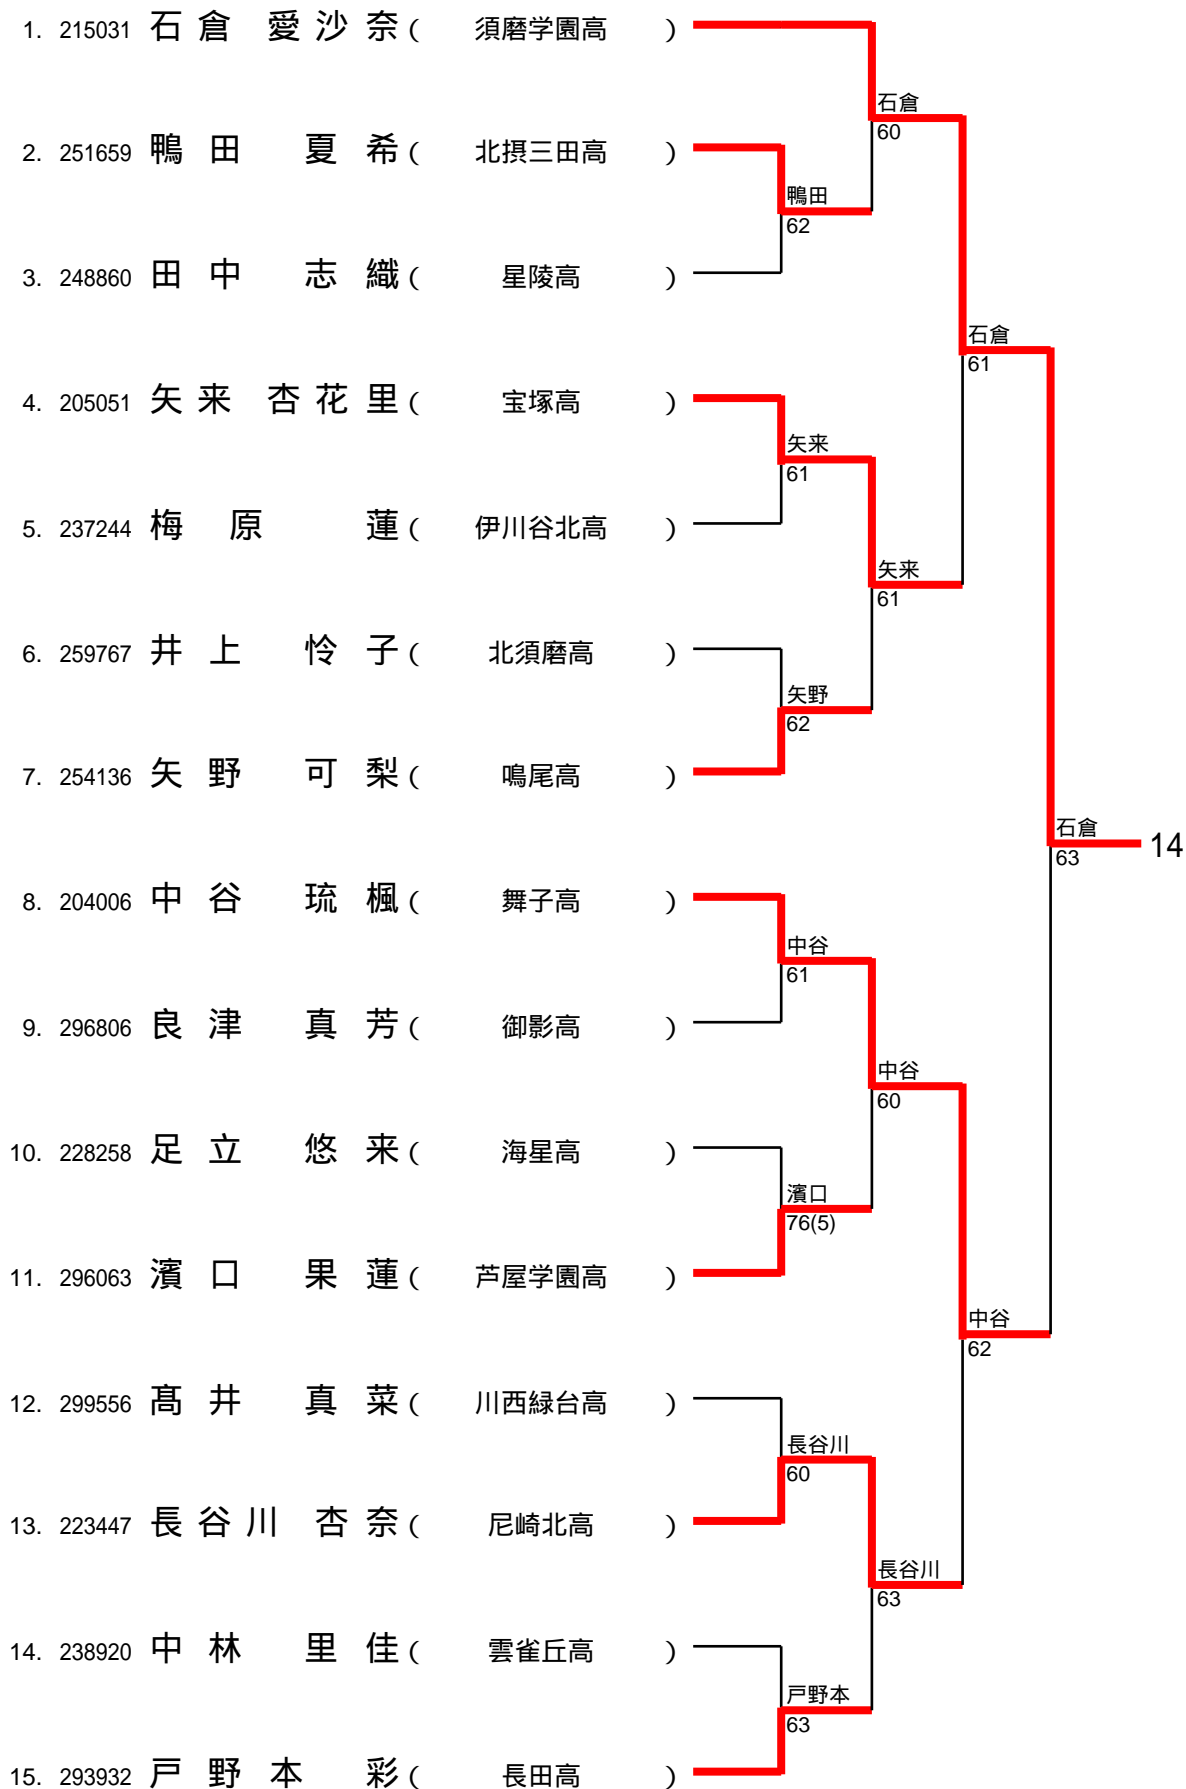 1. 215031 石倉 愛沙奈 ( 須磨学園高 )
石倉
60
2. 251659 鴨田 夏希 ( 北摂三田高 )
鴨田
62
3. 248860 田中 志織 ( 星陵高 )
石倉
61
4. 205051 矢来 杏花里 ( 宝塚高 )
矢来
61
5. 237244 梅原 蓮 ( 伊川谷北高 )
矢来
61
6. 259767 井上 怜子 ( 北須磨高 )
矢野
62
7. 254136 矢野 可梨 ( 鳴尾高 )
石倉
63
14
8. 204006 中谷 琉楓 ( 舞子高 )
中谷
61
9. 296806 良津 真芳 ( 御影高 )
中谷
60
10. 228258 足立 悠来 ( 海星高 )
濱口
76(5)
11. 296063 濱口 果蓮 ( 芦屋学園高 )
中谷
62
12. 299556 髙井 真菜 ( 川西緑台高 )
長谷川
60
13. 223447 長谷川 杏奈 ( 尼崎北高 )
長谷川
63
14. 238920 中林 里佳 ( 雲雀丘高 )
戸野本
63
15. 293932 戸野本 彩 ( 長田高 )